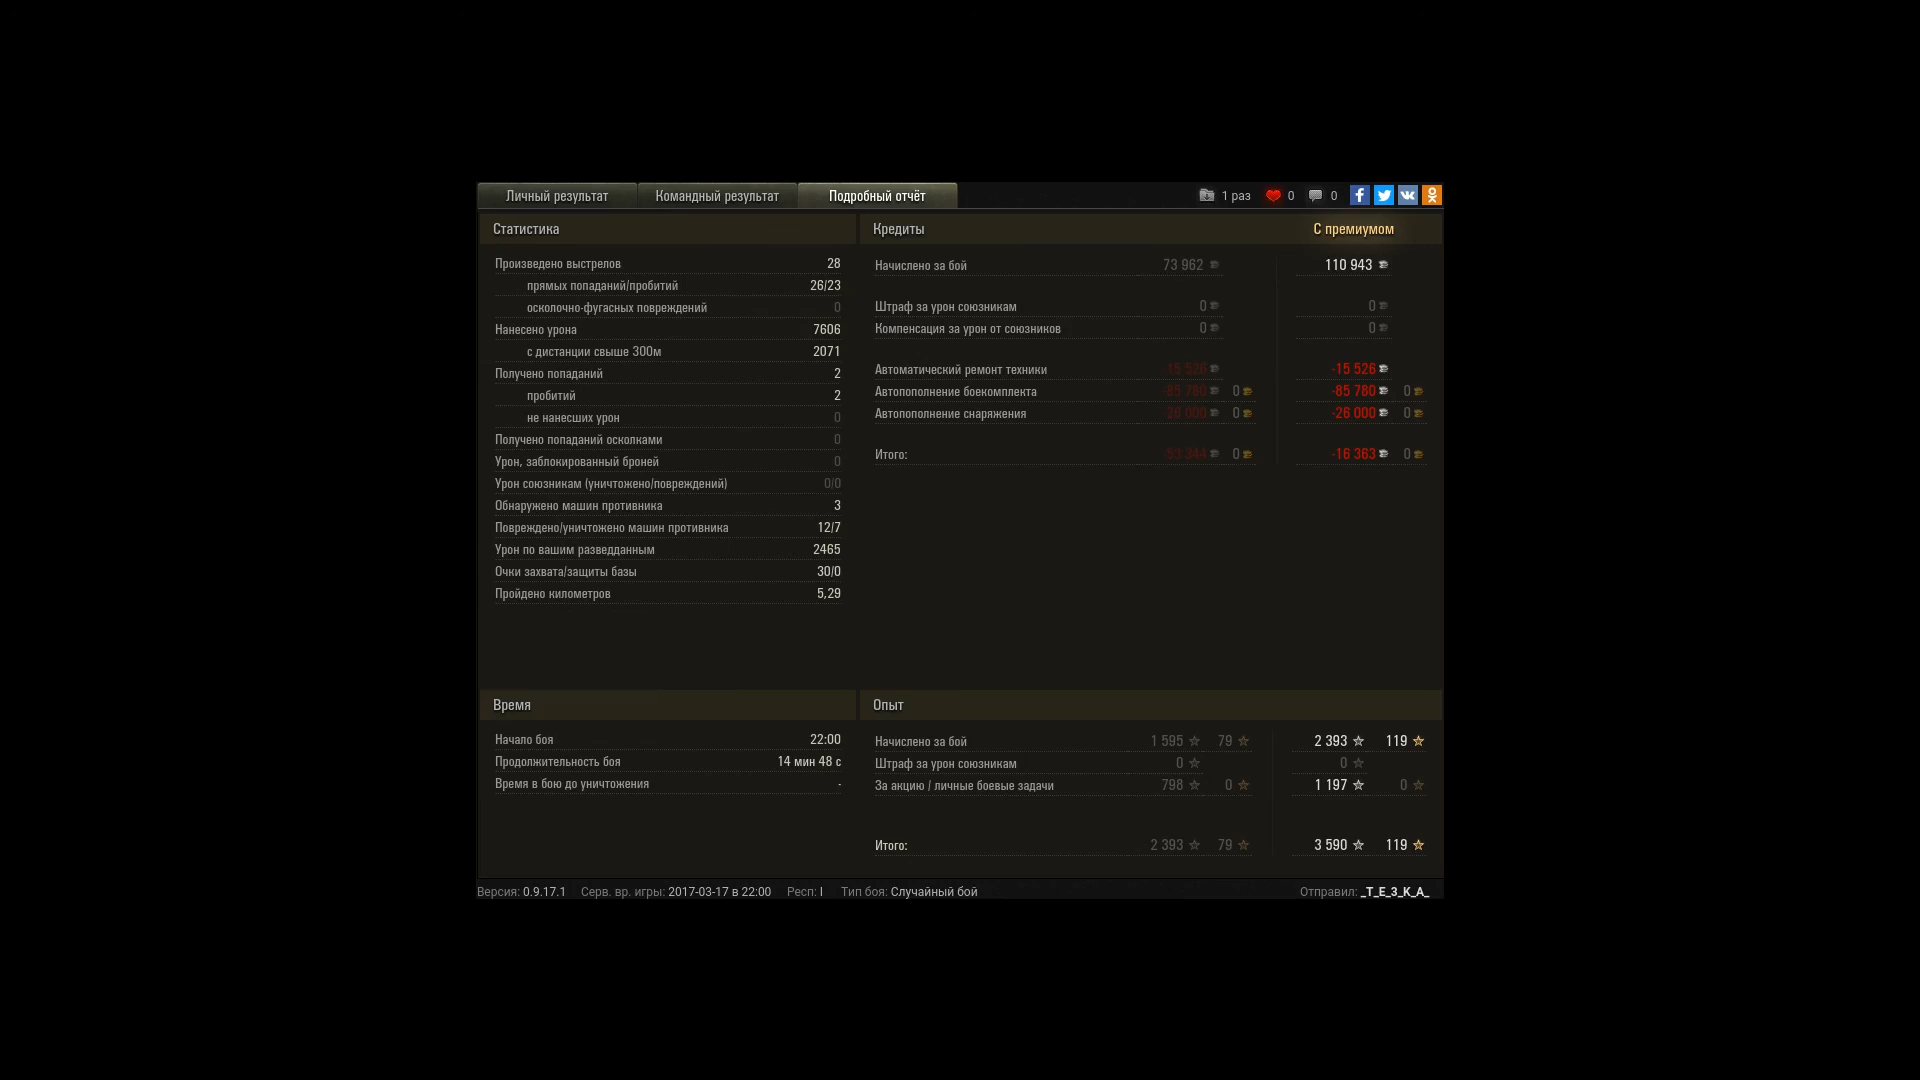 Личный результат Командный результат Подробный отчёт 1 раз 0 0
Статистика
Произведено выстрелов 28
прямых попаданий/пробитий 26/23
осколочно-фугасных повреждений 0
Нанесено урона 7606
с дистанции свыше 300м 2071
Получено попаданий 2
пробитий 2
не нанесших урон 0
Получено попаданий осколками 0
Урон, заблокированный броней 0
Урон союзникам (уничтожено/повреждений) 0/0
Обнаружено машин противника 3
Повреждено/уничтожено машин противника 12/7
Урон по вашим разведданным 2465
Очки захвата/защиты базы 30/0
Пройдено километров 5,29
Кредиты С премиумом
Начислено за бой 73 962 110 943
Штраф за урон союзникам 0 0
Компенсация за урон от союзников 0 0
Автоматический ремонт техники -15 526 -15 526
Автопополнение боекомплекта -85 780 0 -85 780 0
Автопополнение снаряжения -26 000 0 -26 000 0
Итого: -53 344 0 -16 363 0
Время
Начало боя 22:00
Продолжительность боя 14 мин 48 с
Время в бою до уничтожения -
Опыт
Начислено за бой 1 595 79 2 393 119
Штраф за урон союзникам 0 0
За акцию / личные боевые задачи 798 0 1 197 0
Итого: 2 393 79 3 590 119
Версия: 0.9.17.1 Серв. вр. игры: 2017-03-17 в 22:00 Респ: I Тип боя: Случайный бой Отправил: _T_E_3_K_A_